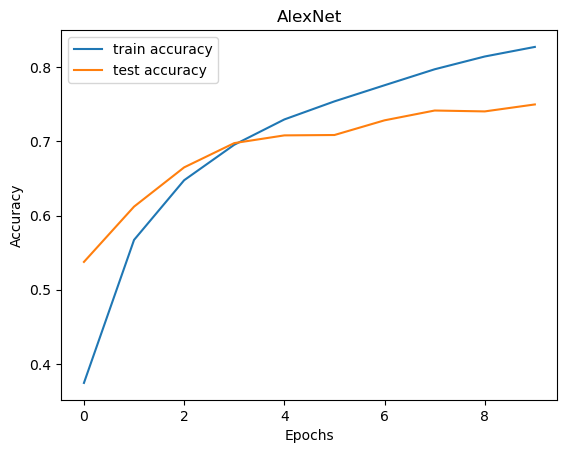 AlexNet
train accuracy
test accuracy
Accuracy
0.8
0.7
0.6
0.5
0.4
0 2 4 6 8
Epochs